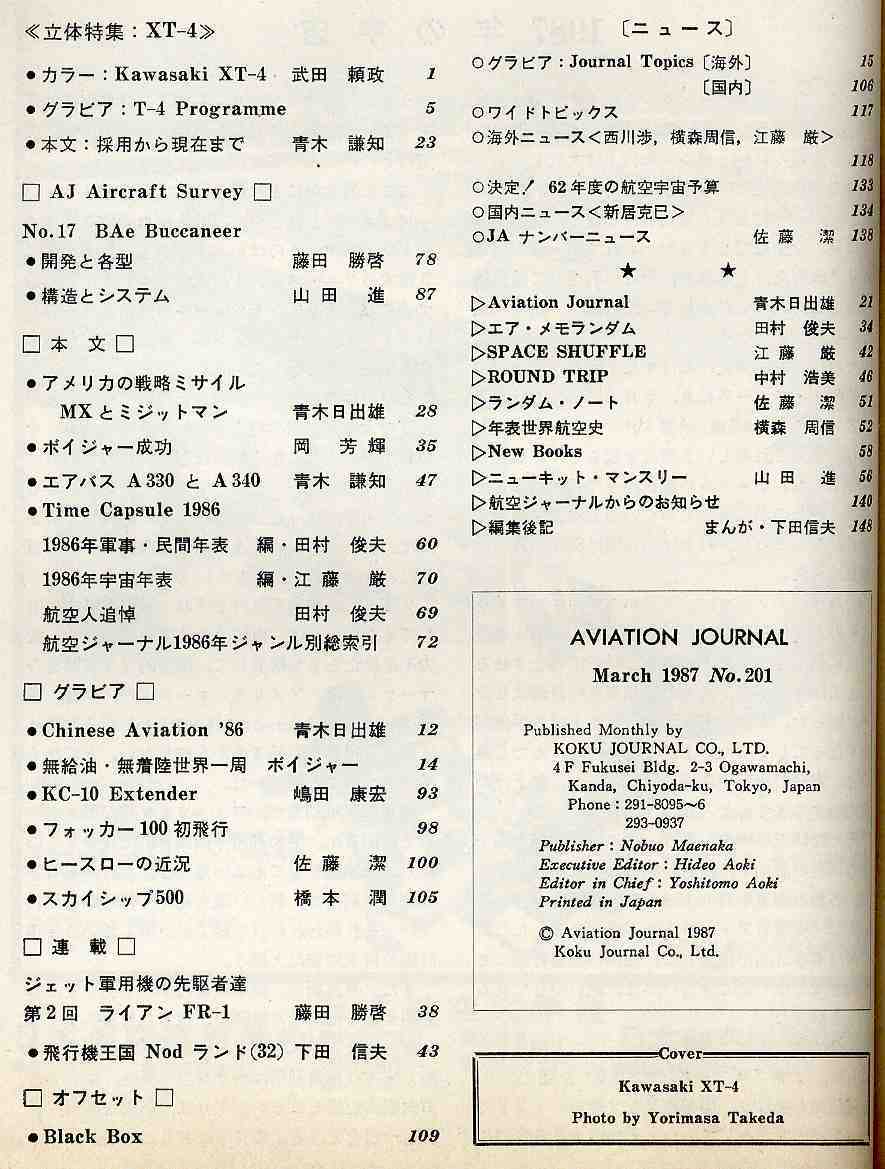 ≪立体特集：XT-4≫
●カラー：Kawasaki XT-4 武田 頼政 1
●グラビア：T-4 Programme 5
●本文：採用から現在まで 青木 謙知 23
□ AJ Aircraft Survey □
No.17 BAe Buccaneer
●開発と各型 藤田 勝啓 78
●構造とシステム 山田 進 87
□ 本 文 □
●アメリカの戦略ミサイル
MXとミジットマン 青木日出雄 28
●ボイジャー成功 岡 芳輝 35
●エアバス A330 と A340 青木 謙知 47
●Time Capsule 1986
1986年軍事・民間年表 編・田村 俊夫 60
1986年宇宙年表 編・江藤 厳 70
航空人追悼 田村 俊夫 69
航空ジャーナル1986年ジャンル別総索引 72
□ グラビア □
●Chinese Aviation '86 青木日出雄 12
●無給油・無着陸世界一周 ボイジャー 14
●KC-10 Extender 嶋田 康宏 93
●フォッカー100初飛行 98
●ヒースローの近況 佐藤 潔 100
●スカイシップ500 橋本 潤 105
□ 連 載 □
ジェット軍用機の先駆者達
第2回 ライアン FR-1 藤田 勝啓 38
●飛行機王国 Nod ランド(32) 下田 信夫 43
□ オフセット □
●Black Box 109
〔ニュース〕
○グラビア：Journal Topics〔海外〕 15
〔国内〕 106
○ワイドトピックス 117
○海外ニュース＜西川渉，横森周信，江藤 厳＞
118
○決定！ 62年度の航空宇宙予算 133
○国内ニュース＜新居克巳＞ 134
○JA ナンバーニュース 佐藤 潔 138
★ ★
▷Aviation Journal 青木日出雄 21
▷エア・メモランダム 田村 俊夫 34
▷SPACE SHUFFLE 江藤 厳 42
▷ROUND TRIP 中村 浩美 46
▷ランダム・ノート 佐藤 潔 51
▷年表世界航空史 横森 周信 52
▷New Books 58
▷ニューキット・マンスリー 山田 進 56
▷航空ジャーナルからのお知らせ 140
▷編集後記 まんが・下田信夫 148
AVIATION JOURNAL
March 1987 No.201
Published Monthly by
KOKU JOURNAL CO., LTD.
4F Fukusei Bldg. 2-3 Ogawamachi,
Kanda, Chiyoda-ku, Tokyo, Japan
Phone : 291-8095～6
293-0937
Publisher : Nobuo Maenaka
Executive Editor : Hideo Aoki
Editor in Chief : Yoshitomo Aoki
Printed in Japan
© Aviation Journal 1987
Koku Journal Co., Ltd.
Cover
Kawasaki XT-4
Photo by Yorimasa Takeda